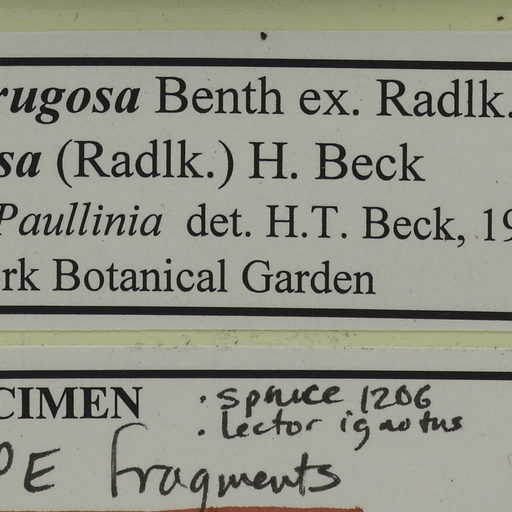 rugosa Benth ex. Radlk.
sa (Radlk.) H. Beck
Paullinia det. H.T. Beck, 19
rk Botanical Garden
CIMEN : Spruce 1206
. Lector ignotus
PE fragments